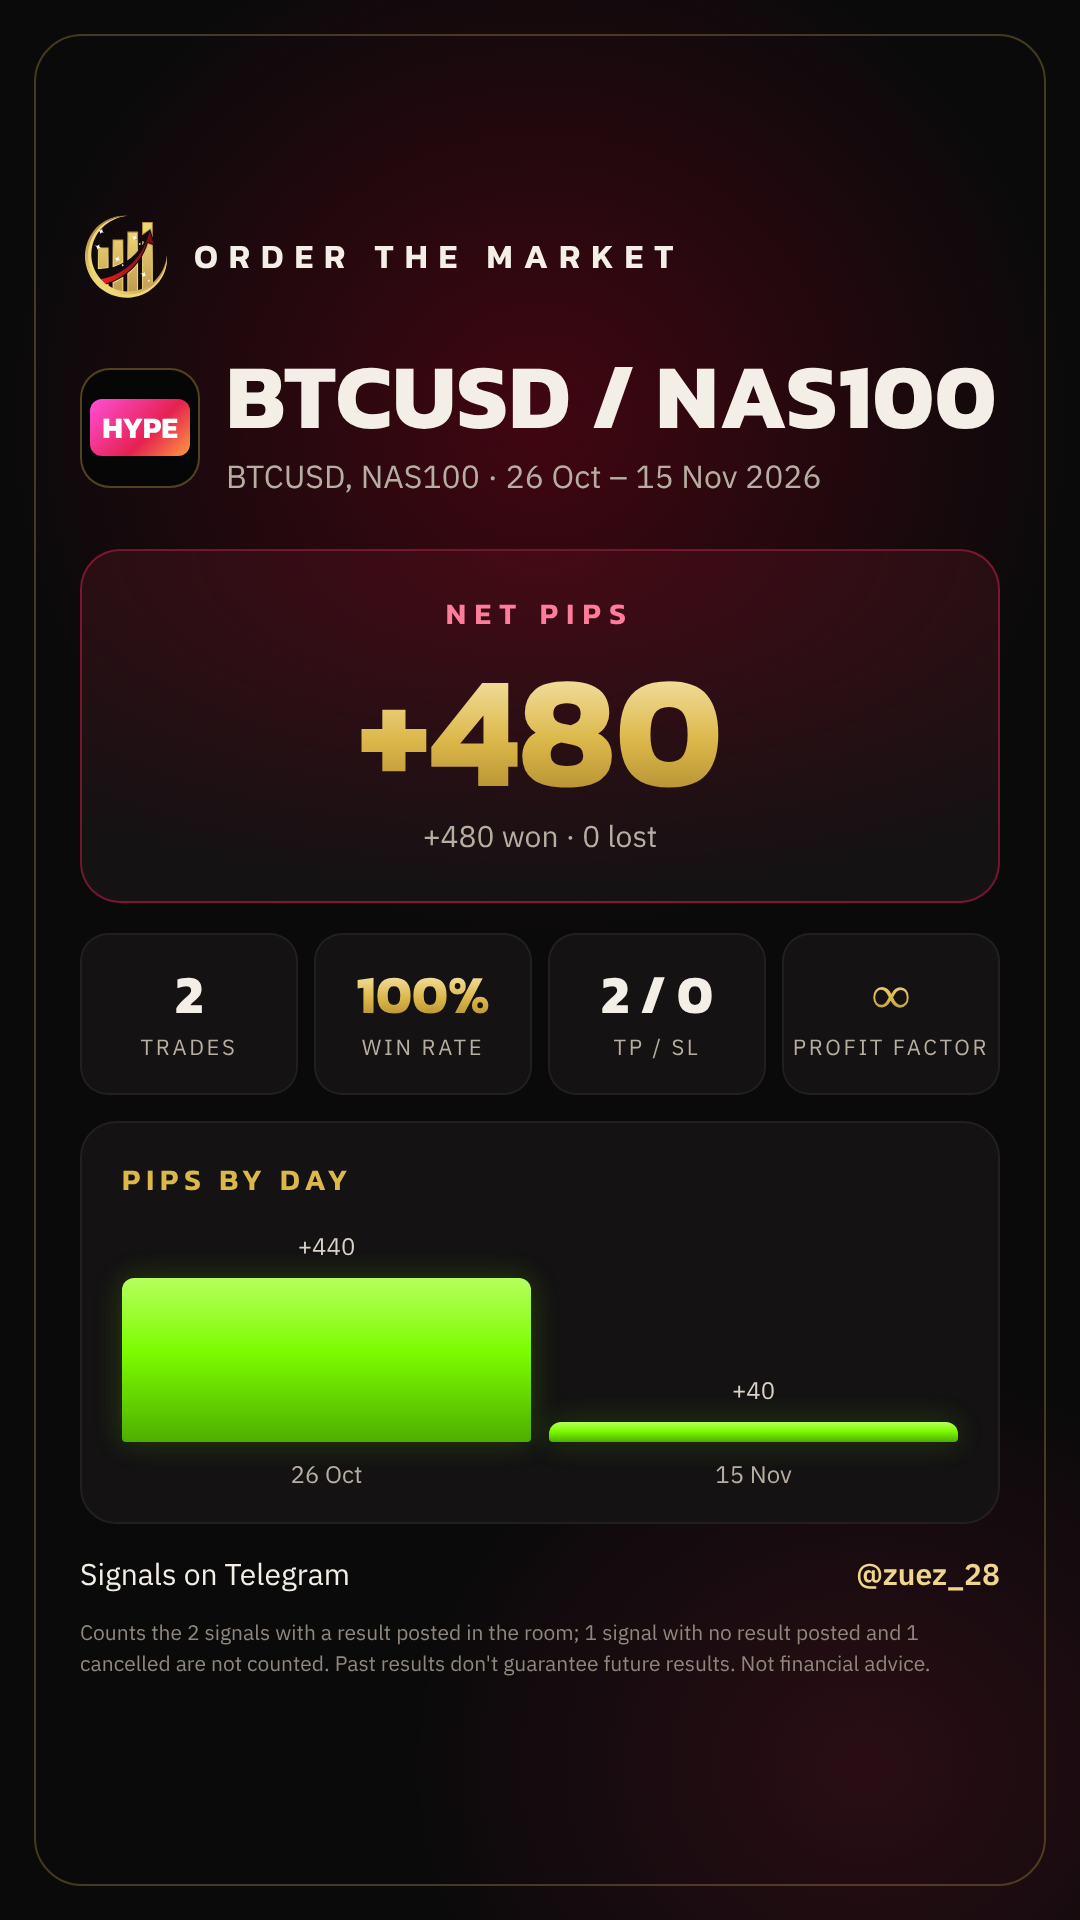 ORDER THE MARKET
HYPE
BTCUSD / NAS100
BTCUSD, NAS100 · 26 Oct – 15 Nov 2026
NET PIPS
+480
+480 won · 0 lost
2
TRADES
100%
WIN RATE
2 / 0
TP / SL
∞
PROFIT FACTOR
PIPS BY DAY
+440
+40
26 Oct
15 Nov
Signals on Telegram
@zuez_28
Counts the 2 signals with a result posted in the room; 1 signal with no result posted and 1
cancelled are not counted. Past results don't guarantee future results. Not financial advice.